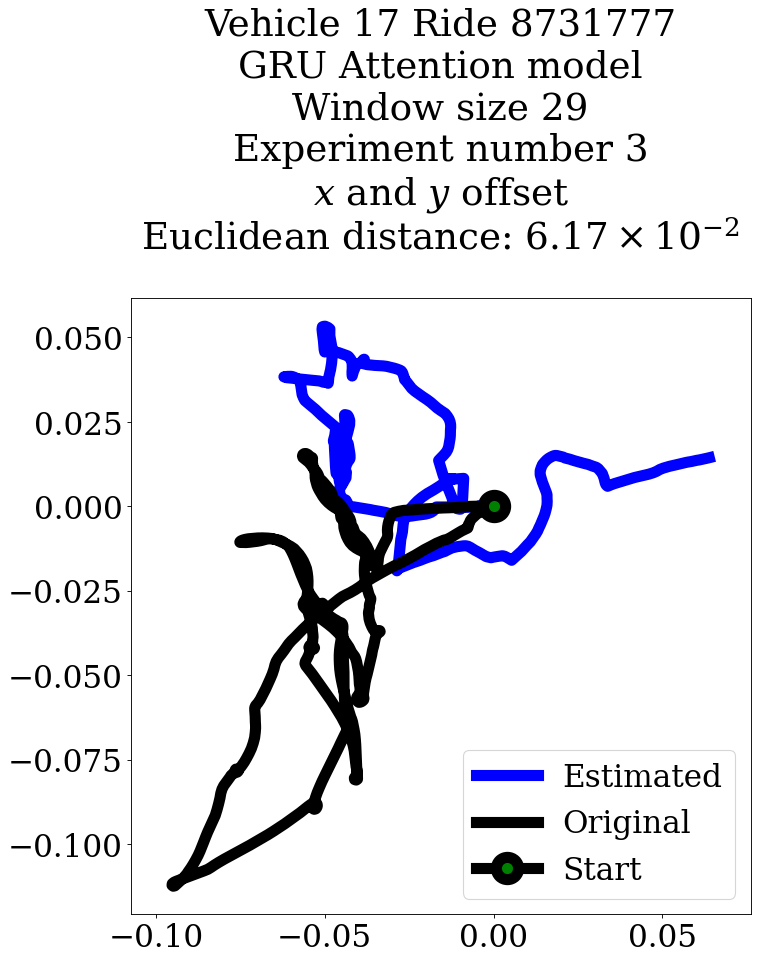 Vehicle 17 Ride 8731777
GRU Attention model
Window size 29
Experiment number 3
x and y offset
Euclidean distance: 6.17 × 10⁻²
0.050
0.025
0.000
−0.025
−0.050
−0.075
−0.100
Estimated
Original
Start
−0.10 −0.05 0.00 0.05